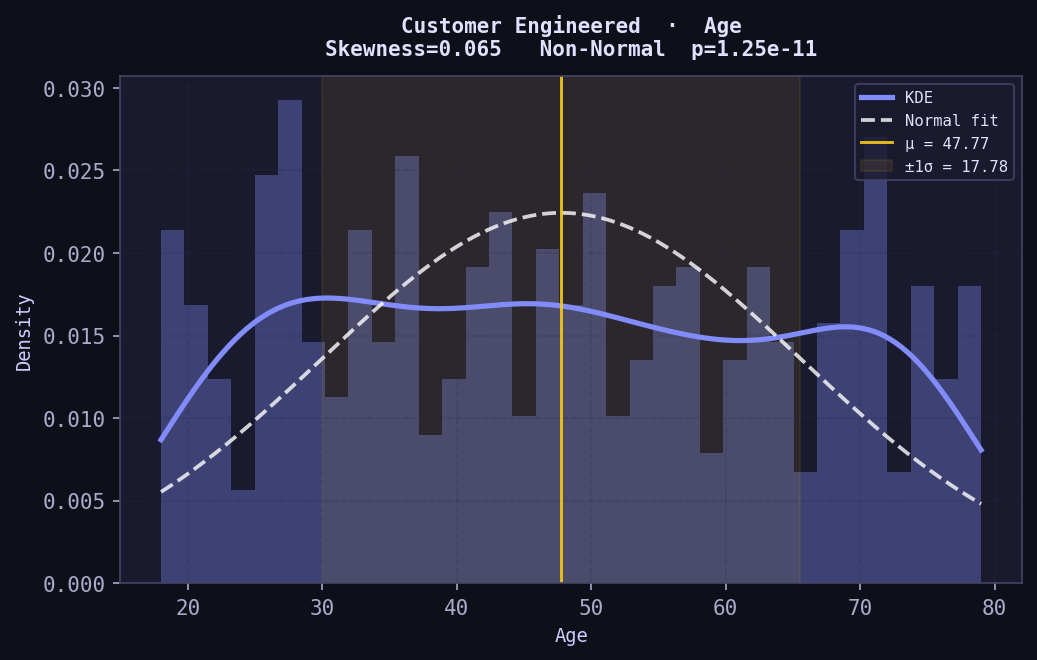 Customer Engineered · Age
Skewness=0.065 Non-Normal p=1.25e-11
KDE
Normal fit
μ = 47.77
±1σ = 17.78
0.030
0.025
0.020
0.015
0.010
0.005
0.000
Density
20 30 40 50 60 70 80
Age